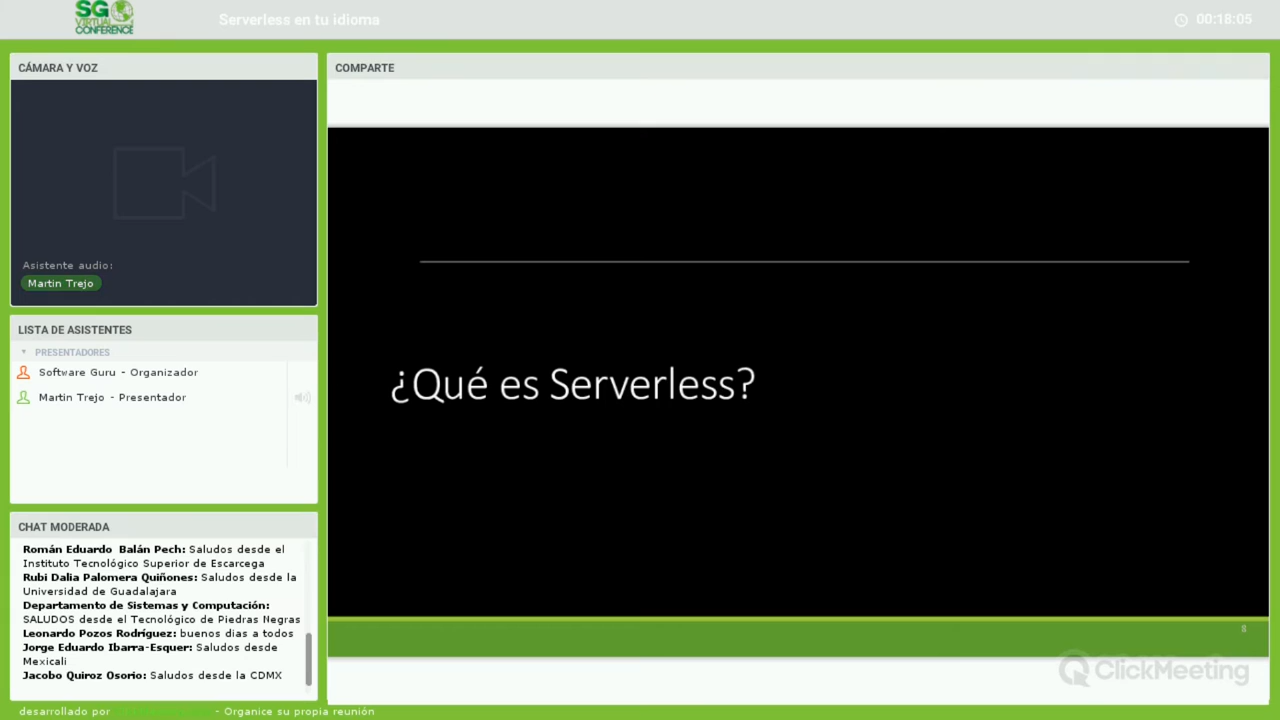 SG
VIRTUAL
CONFERENCE
Serverless en tu idioma
00:18:05
CÁMARA Y VOZ
Asistente audio:
Martin Trejo
LISTA DE ASISTENTES
PRESENTADORES
Software Guru - Organizador
Martin Trejo - Presentador
CHAT MODERADA
Román Eduardo Balán Pech: Saludos desde el
Instituto Tecnológico Superior de Escarcega
Rubi Dalia Palomera Quiñones: Saludos desde la
Universidad de Guadalajara
Departamento de Sistemas y Computación:
SALUDOS desde el Tecnológico de Piedras Negras
Leonardo Pozos Rodríguez: buenos dias a todos
Jorge Eduardo Ibarra-Esquer: Saludos desde
Mexicali
Jacobo Quiroz Osorio: Saludos desde la CDMX
COMPARTE
¿Qué es Serverless?
8
ClickMeeting
desarrollado por
- Organice su propia reunión